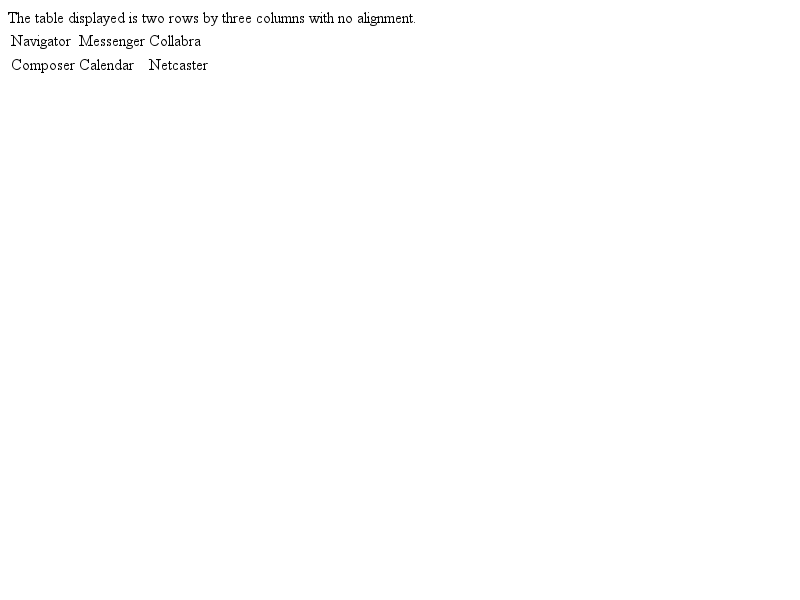 The table displayed is two rows by three columns with no alignment.
Navigator Messenger Collabra
Composer Calendar Netcaster